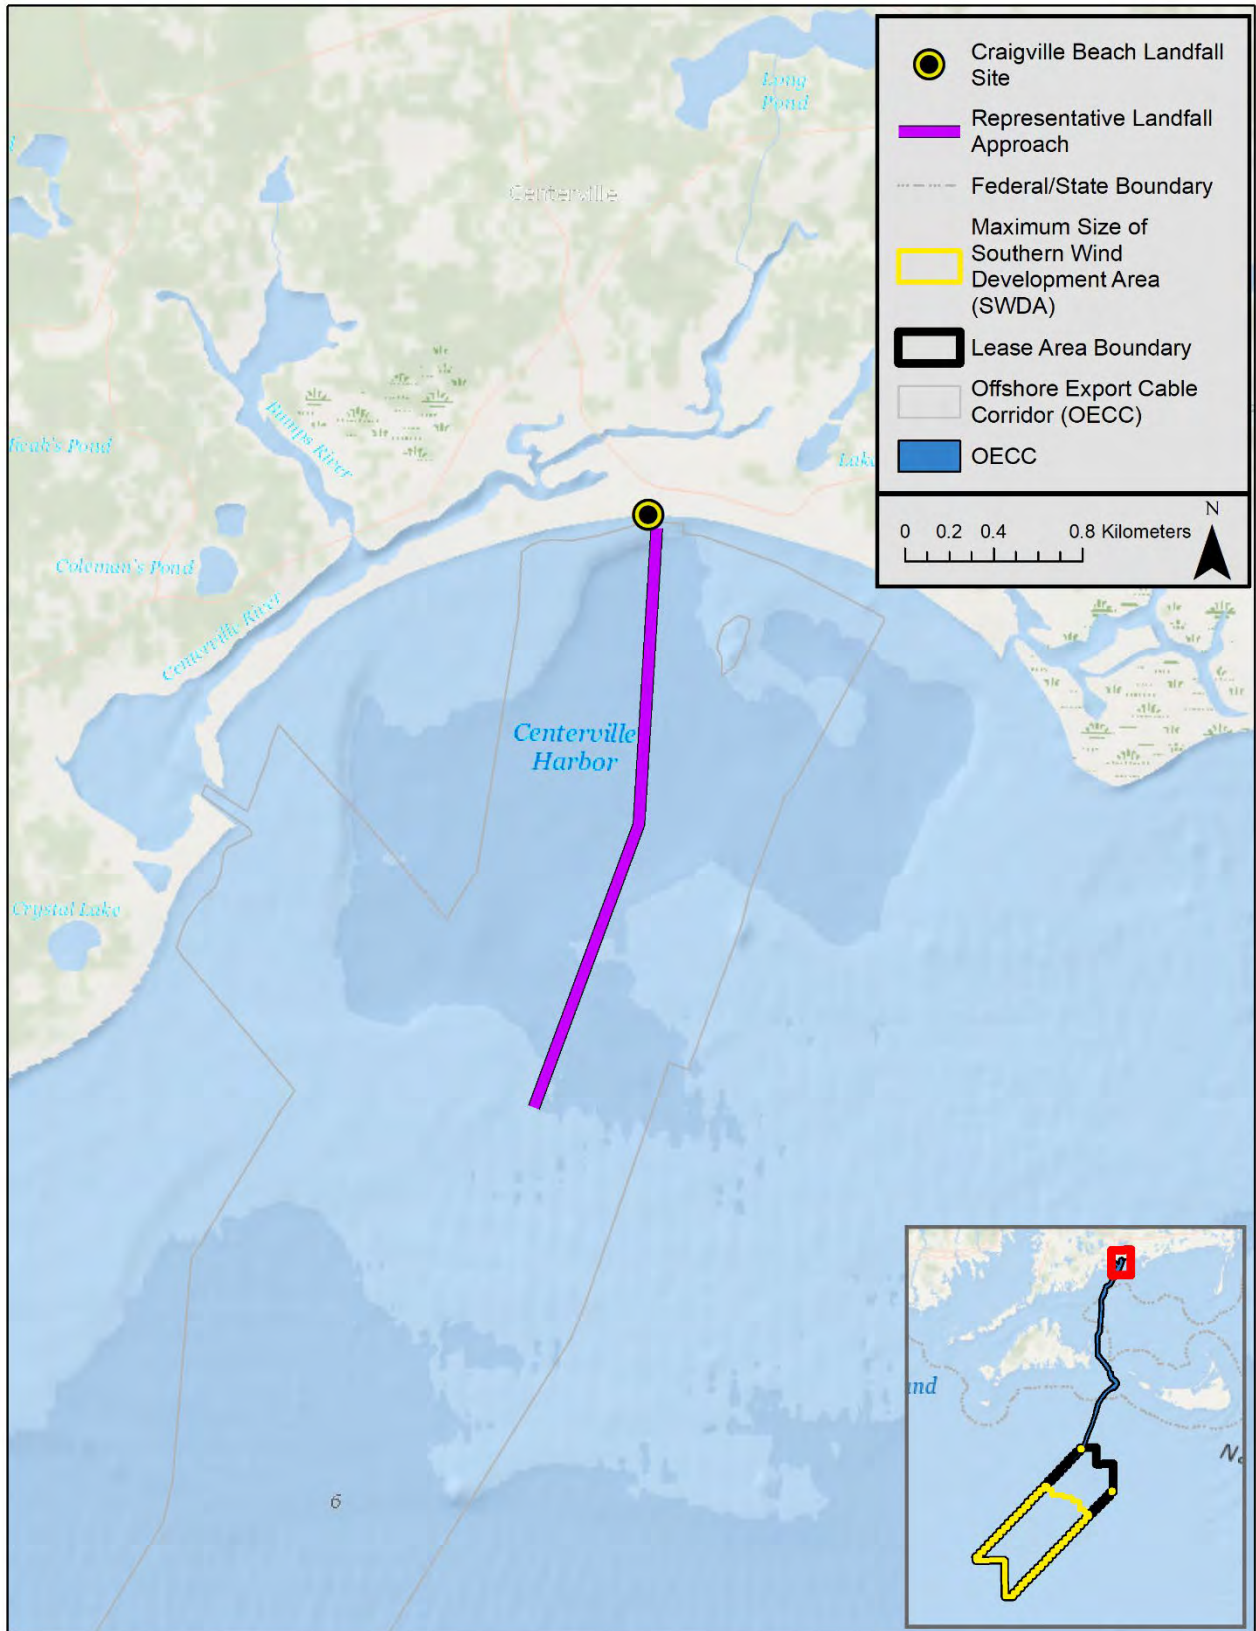 Craigville Beach Landfall
Site
Representative Landfall
Approach
Federal/State Boundary
Maximum Size of
Southern Wind
Development Area
(SWDA)
Lease Area Boundary
Offshore Export Cable
Corridor (OECC)
OECC
N
0 0.2 0.4 0.8 Kilometers
Long
Pond
Centerville
Bumps River
Pond
Lake
Coleman's Pond
Centerville River
Centerville
Harbor
Crystal Lake
6